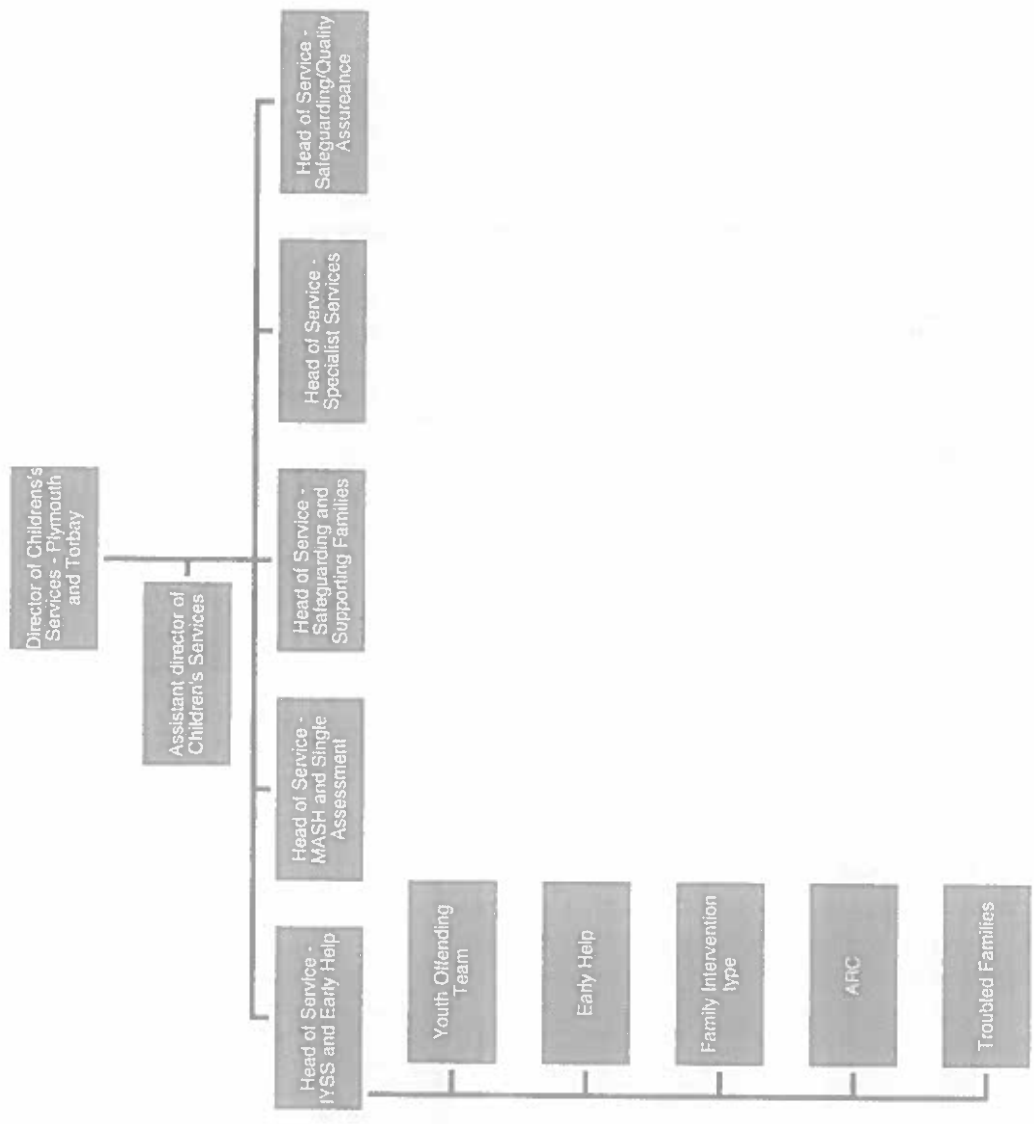 Director of Childrens's
Services - Plymouth
and Torbay
Assistant director of
Children's Services
Head of Service -
IYSS and Early Help
Head of Service -
MASH and Single
Assessment
Head of Service -
Safeguarding and
Supporting Families
Head of Service -
Specialist Services
Head of Service -
Safeguarding/Quality
Assureance
Youth Offending
Team
Early Help
Family Intervention
type
ARC
Troubled Families